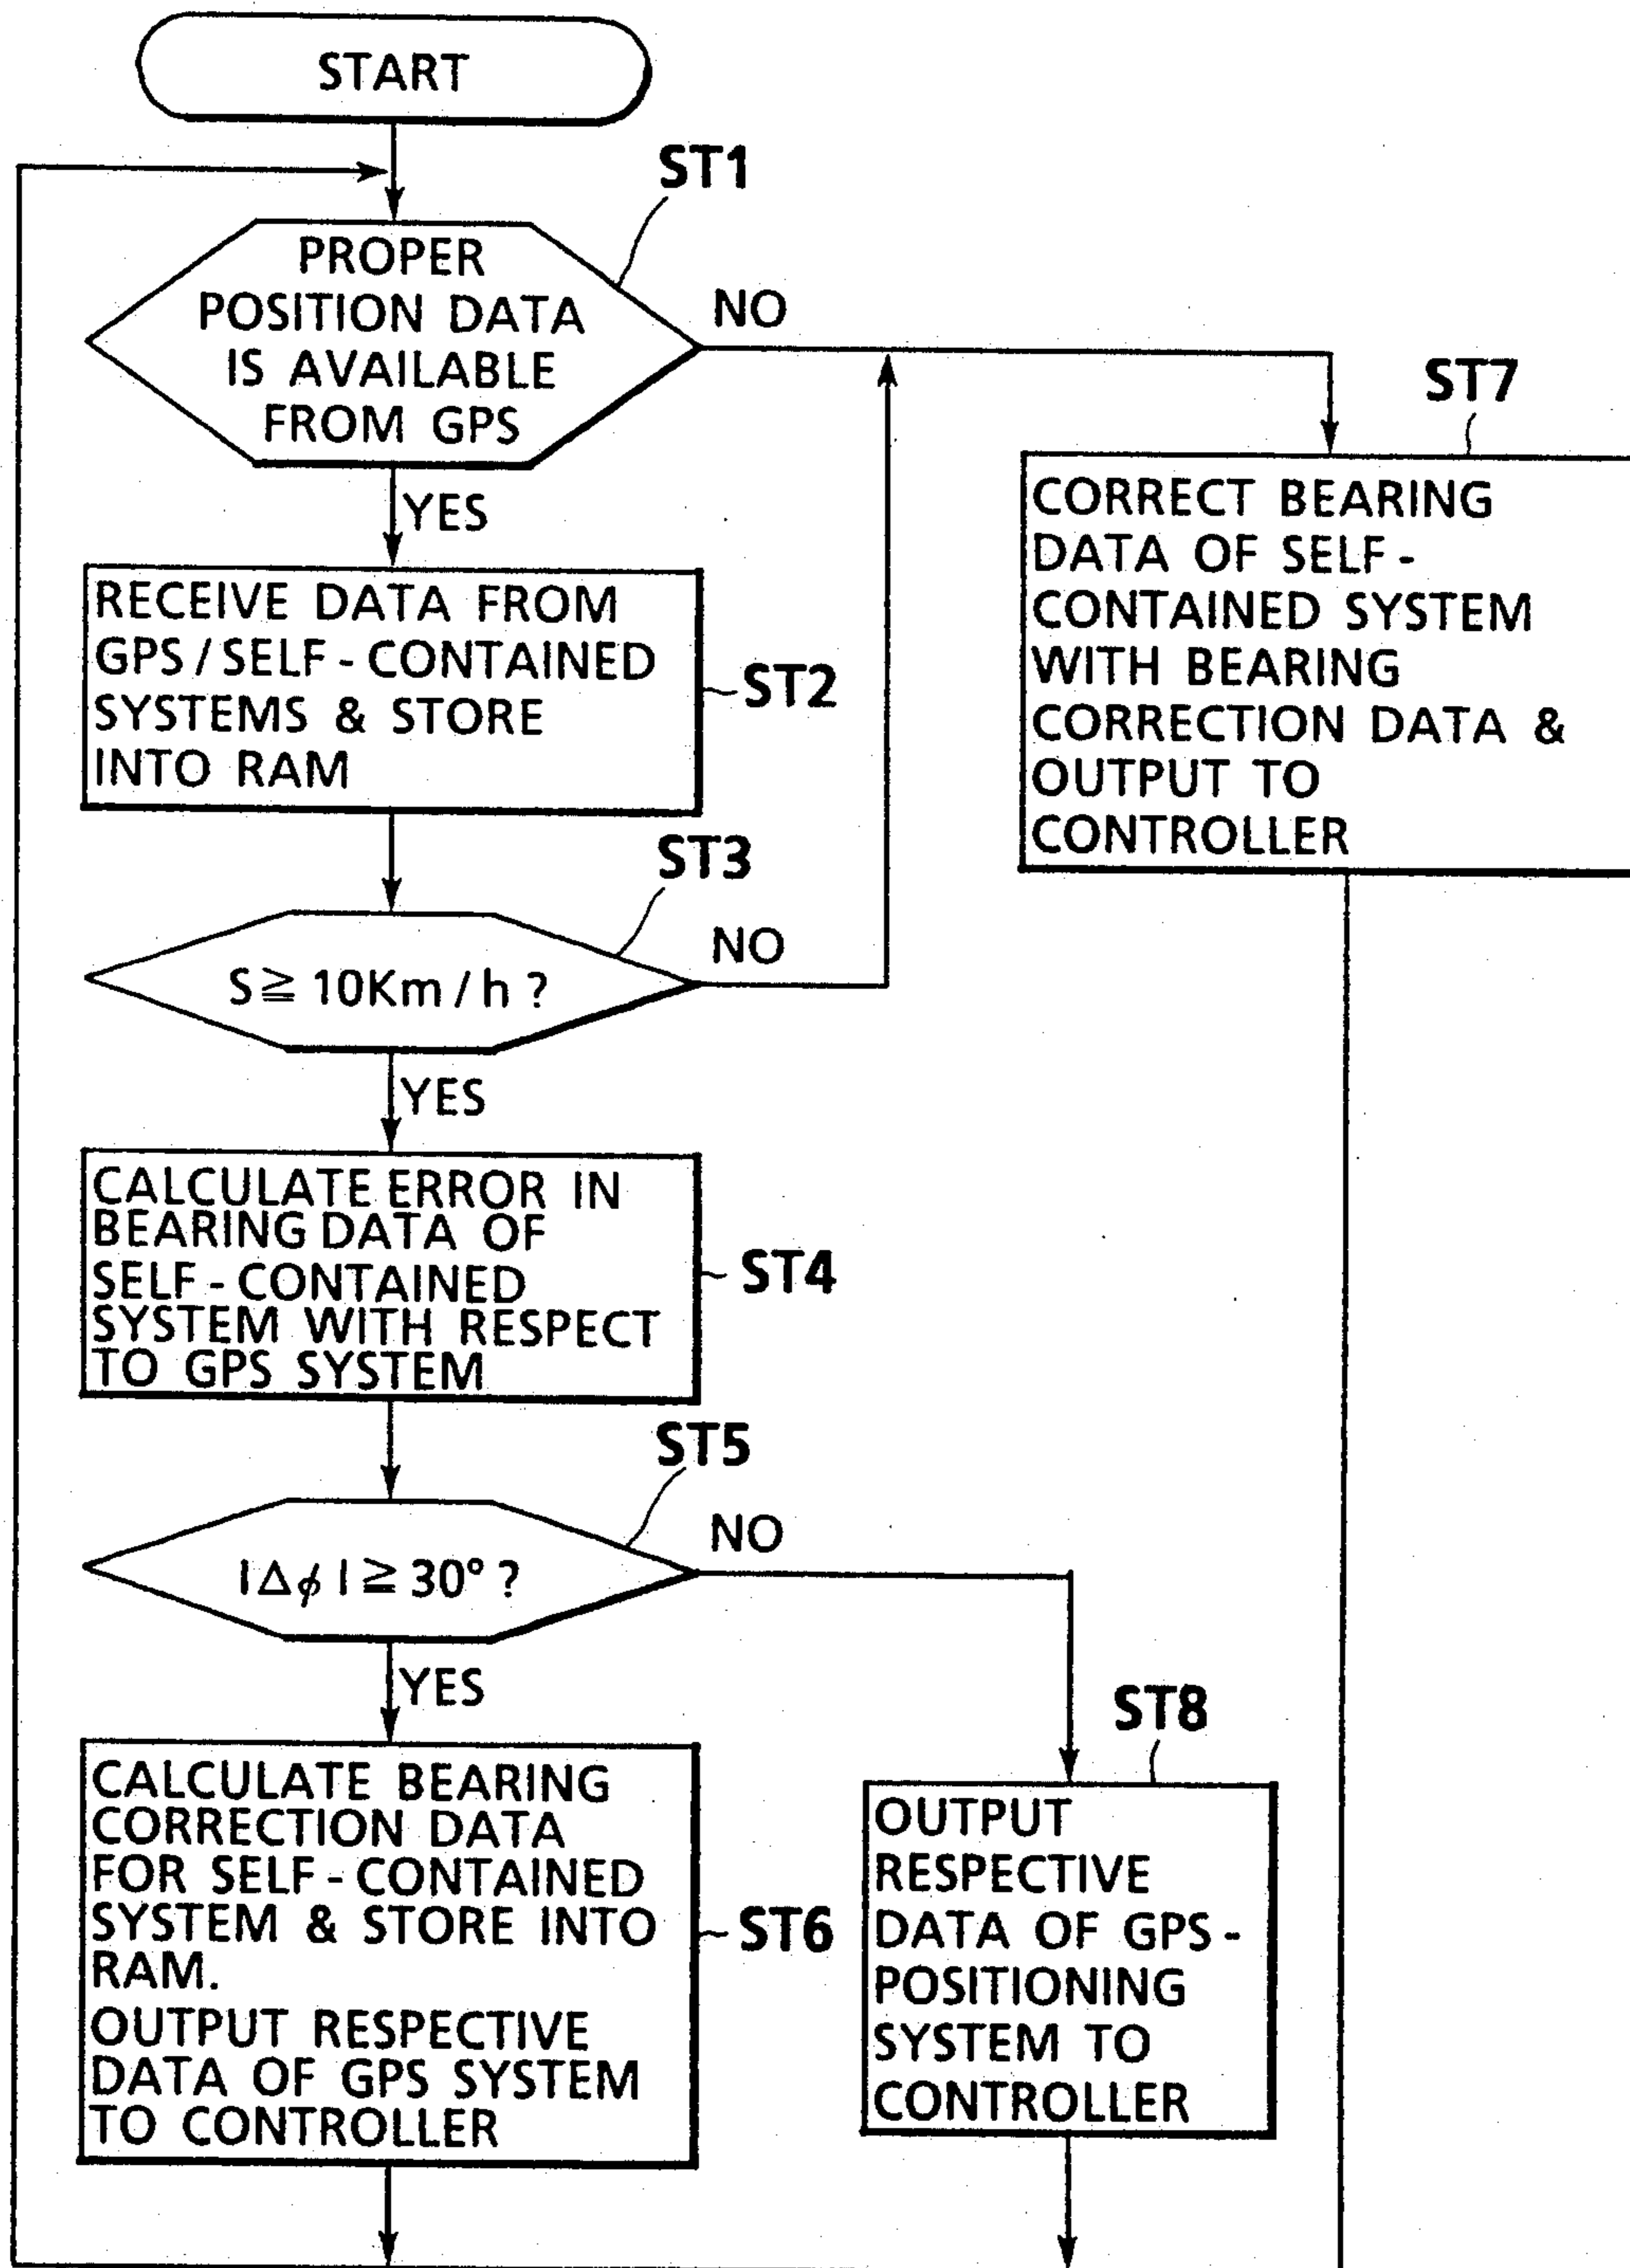 START
ST1
PROPER
POSITION DATA
IS AVAILABLE
FROM GPS
NO
YES
ST7
CORRECT BEARING
DATA OF SELF-
CONTAINED SYSTEM
WITH BEARING
CORRECTION DATA &
OUTPUT TO
CONTROLLER
RECEIVE DATA FROM
GPS/SELF-CONTAINED
SYSTEMS & STORE
INTO RAM
ST2
ST3
S≧10Km/h?
NO
YES
CALCULATE ERROR IN
BEARING DATA OF
SELF-CONTAINED
SYSTEM WITH RESPECT
TO GPS SYSTEM
ST4
ST5
|Δϕ|≧30°?
NO
YES
CALCULATE BEARING
CORRECTION DATA
FOR SELF-CONTAINED
SYSTEM & STORE INTO
RAM.
OUTPUT RESPECTIVE
DATA OF GPS SYSTEM
TO CONTROLLER
ST6
ST8
OUTPUT
RESPECTIVE
DATA OF GPS-
POSITIONING
SYSTEM TO
CONTROLLER